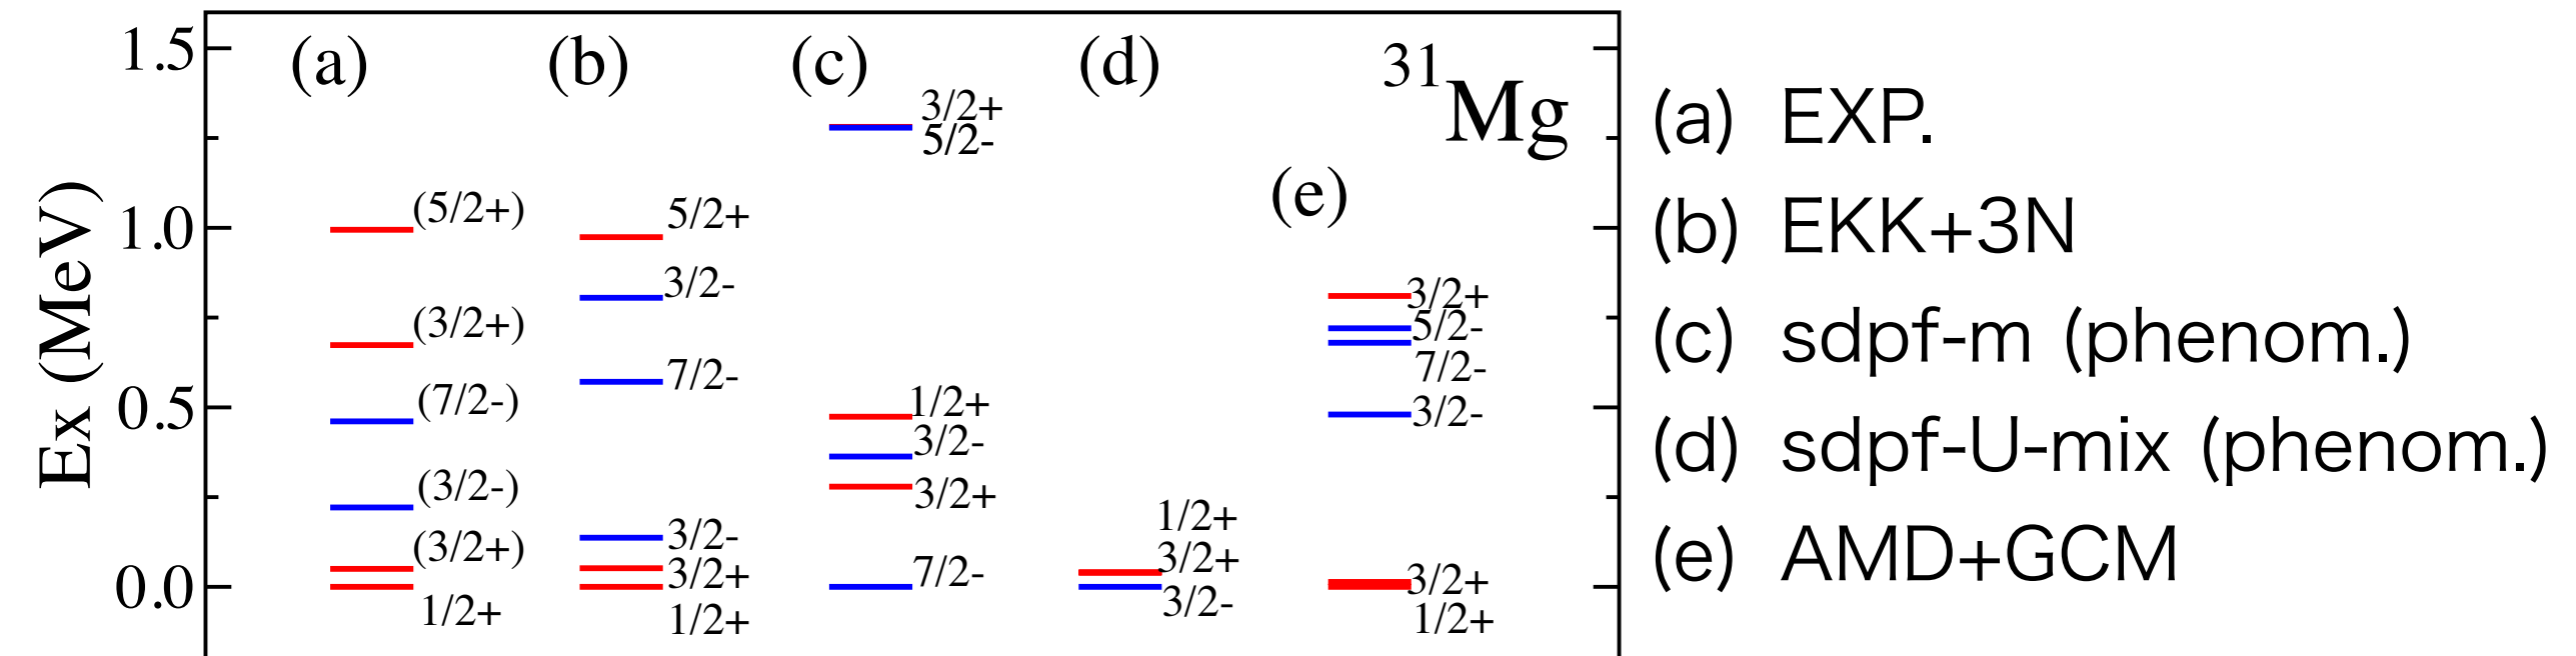 1.5
1.0
0.5
0.0
Ex (MeV)
(a)
(5/2+)
(3/2+)
(7/2-)
(3/2-)
(3/2+)
1/2+
(b)
5/2+
3/2-
7/2-
3/2-
3/2+
1/2+
(c)
3/2+
5/2-
1/2+
3/2-
3/2+
7/2-
(d)
1/2+
3/2+
3/2-
31Mg
(e)
3/2+
5/2-
7/2-
3/2-
3/2+
1/2+
(a) EXP.
(b) EKK+3N
(c) sdpf-m (phenom.)
(d) sdpf-U-mix (phenom.)
(e) AMD+GCM